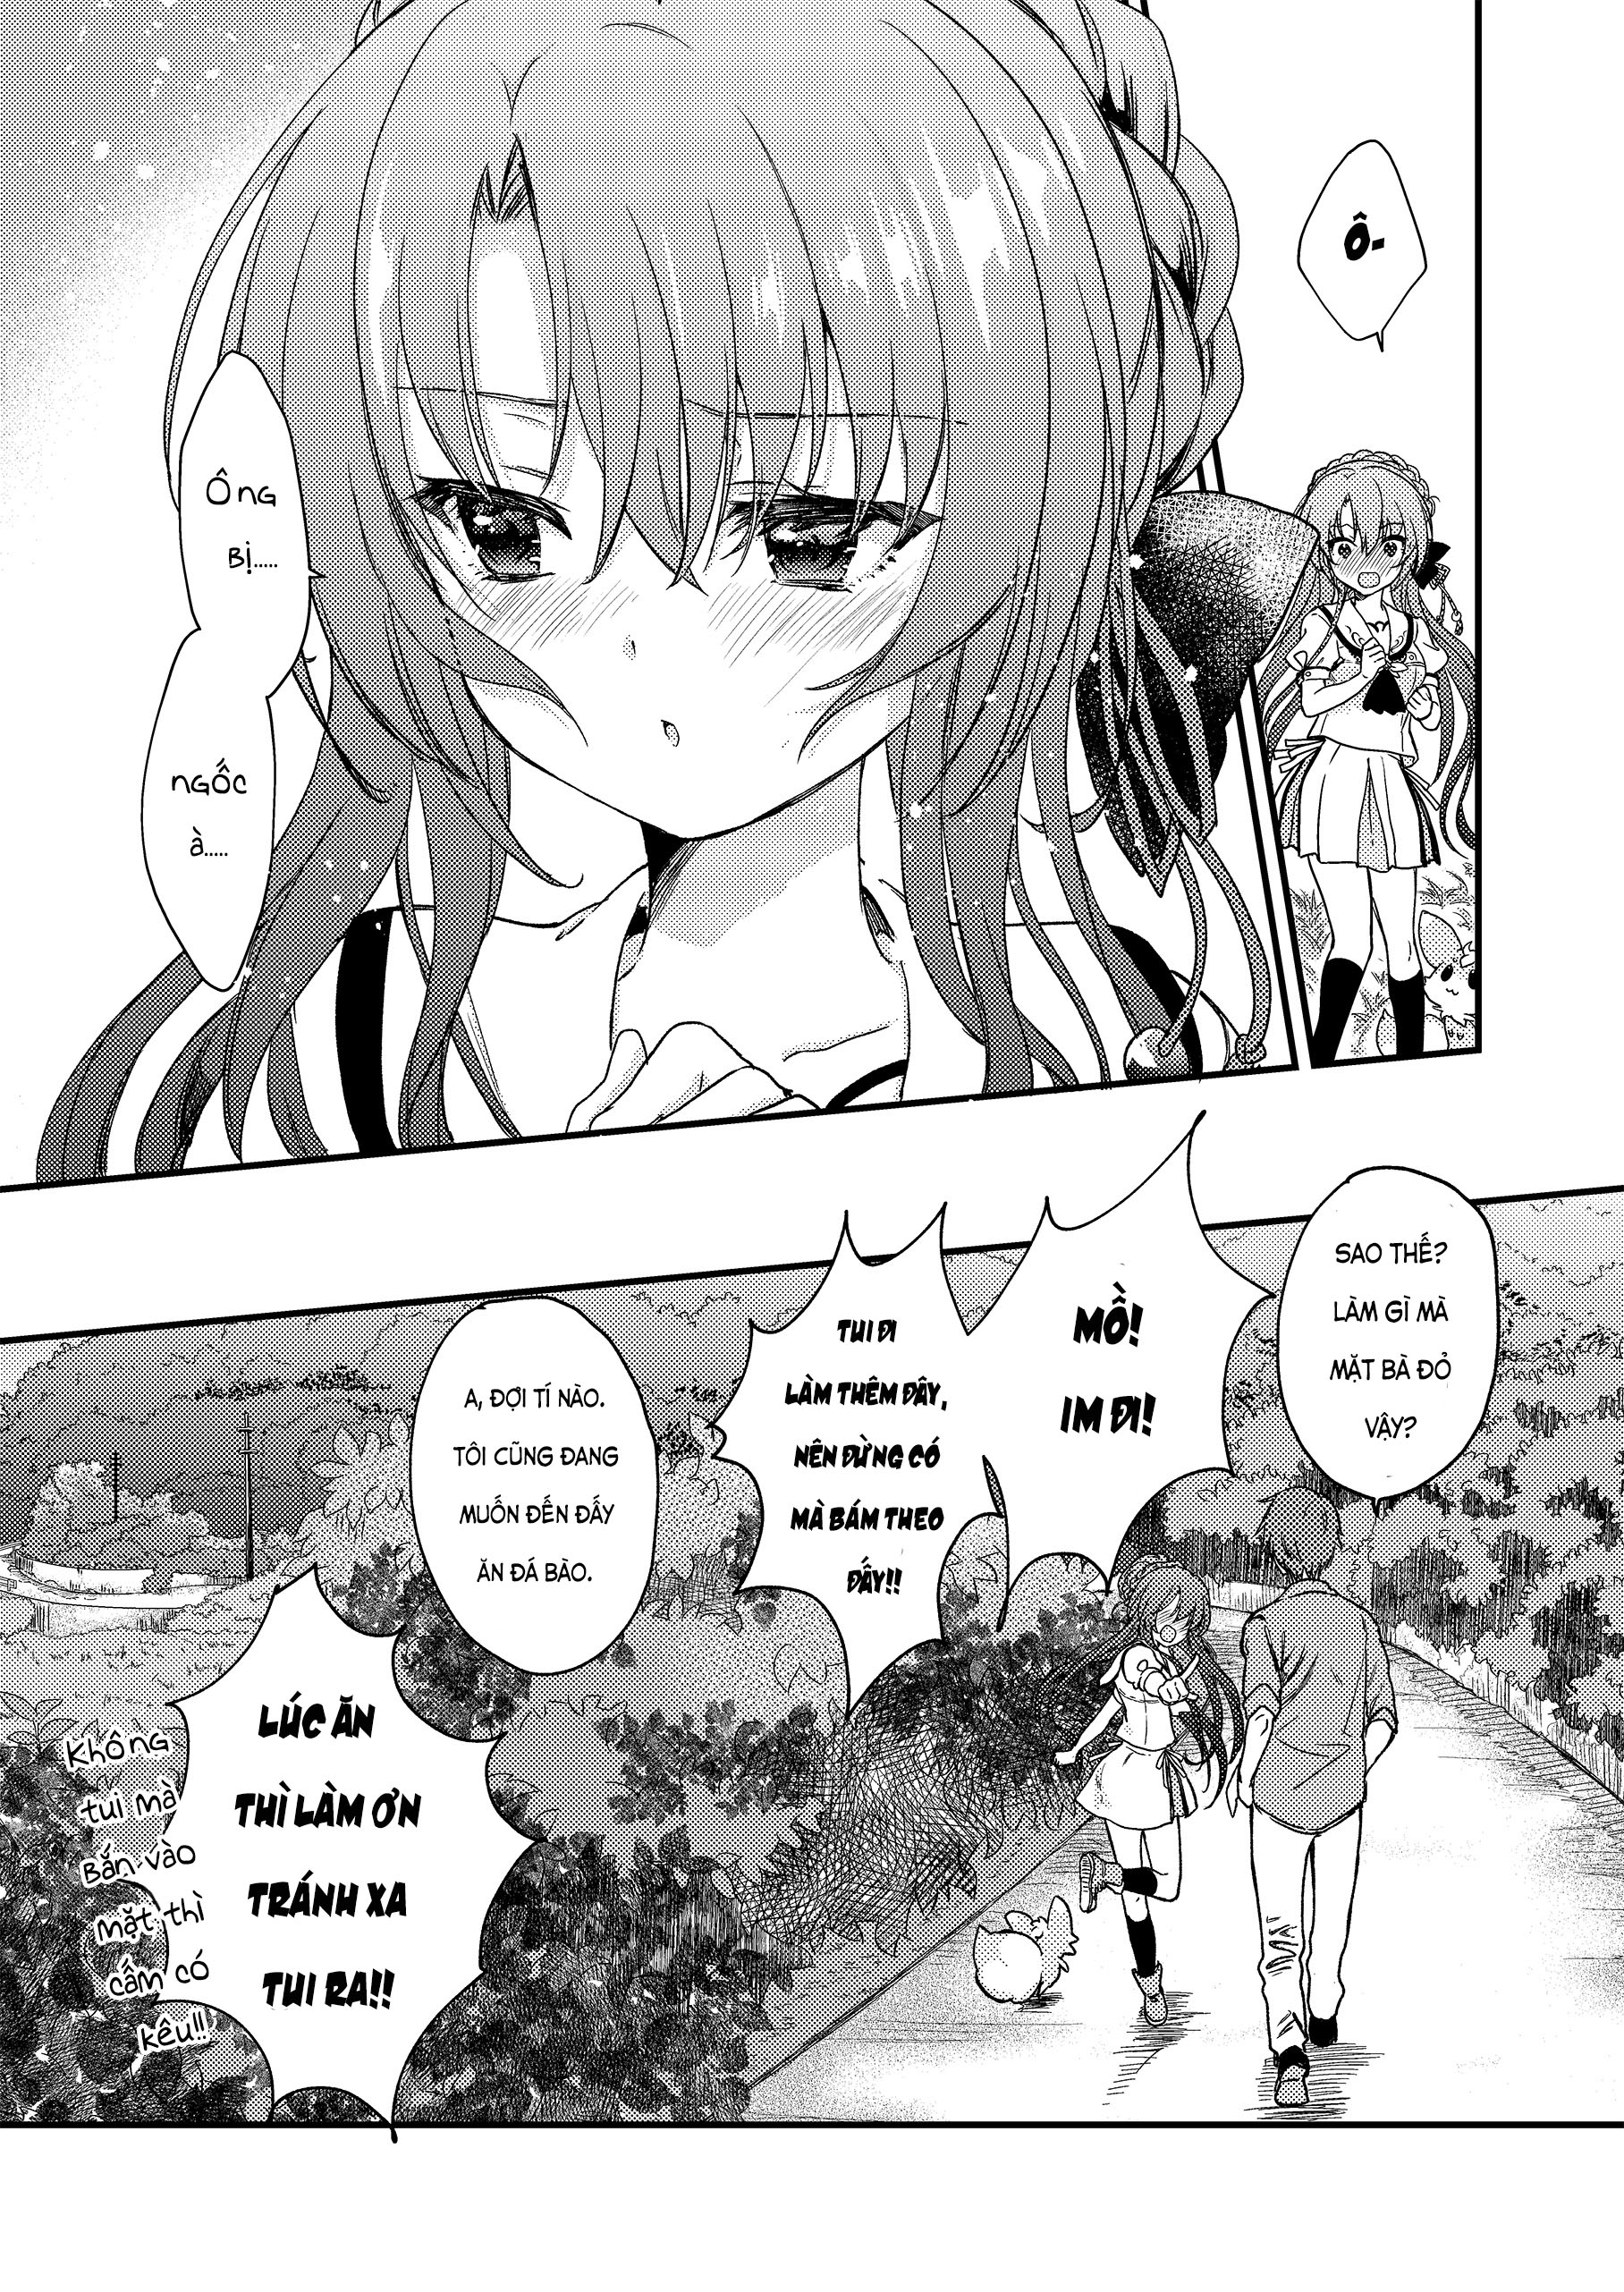 Ô-
Ông
bị.....
ngốc
à.....
SAO THẾ?
LÀM GÌ MÀ
MẶT BÀ ĐỎ
VẬY?
MỒ!
IM ĐI!
TUI ĐI
LÀM THÊM ĐÂY,
NÊN ĐỪNG CÓ
MÀ BÁM THEO
ĐẤY!!
A, ĐỢI TÍ NÀO.
TÔI CŨNG ĐANG
MUỐN ĐẾN ĐẤY
ĂN ĐÁ BÀO.
LÚC ĂN
THÌ LÀM ƠN
TRÁNH XA
TUI RA!!
Không
tui mà
bắn vào
mặt thì
cấm có
kêu!!